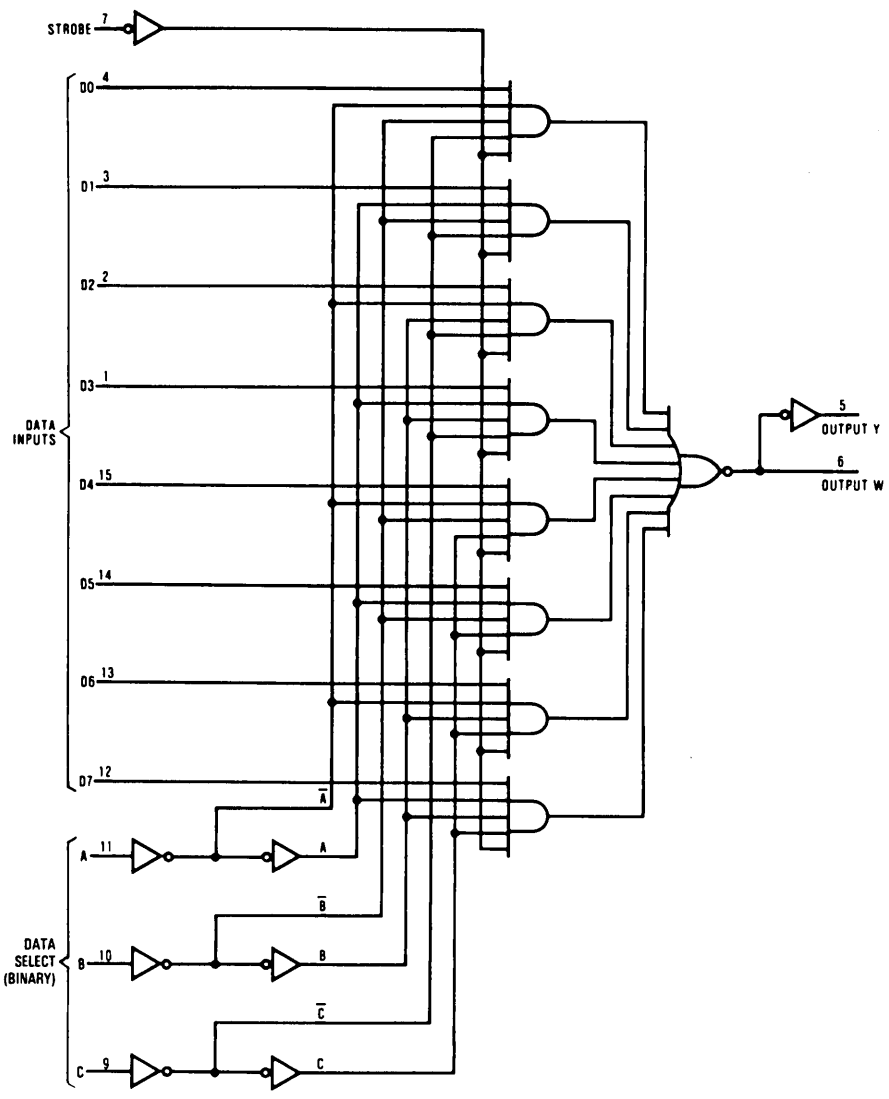 STROBE 7
D0 4
D1 3
D2 2
D3 1
DATA
INPUTS
5
OUTPUT Y
6
OUTPUT W
D4 15
D5 14
D6 13
D7 12
A̅
A 11
A
B̅
DATA
SELECT
(BINARY)
B 10
B
C̅
C 9
C